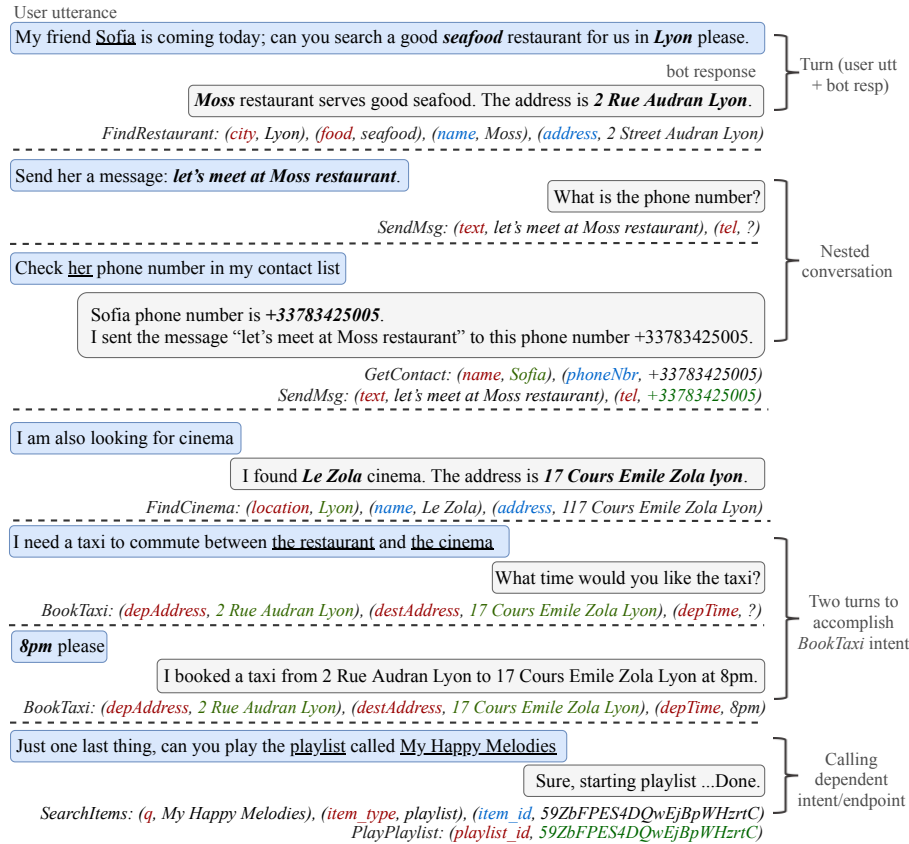 User utterance
My friend Sofia is coming today; can you search a good seafood restaurant for us in Lyon please.
bot response
Turn (user utt
+ bot resp)
Moss restaurant serves good seafood. The address is 2 Rue Audran Lyon.
FindRestaurant: (city, Lyon), (food, seafood), (name, Moss), (address, 2 Street Audran Lyon)
Send her a message: let's meet at Moss restaurant.
What is the phone number?
SendMsg: (text, let's meet at Moss restaurant), (tel, ?)
Nested
conversation
Check her phone number in my contact list
Sofia phone number is +33783425005.
I sent the message “let's meet at Moss restaurant” to this phone number +33783425005.
GetContact: (name, Sofia), (phoneNbr, +33783425005)
SendMsg: (text, let's meet at Moss restaurant), (tel, +33783425005)
I am also looking for cinema
I found Le Zola cinema. The address is 17 Cours Emile Zola lyon.
FindCinema: (location, Lyon), (name, Le Zola), (address, 117 Cours Emile Zola Lyon)
I need a taxi to commute between the restaurant and the cinema
What time would you like the taxi?
BookTaxi: (depAddress, 2 Rue Audran Lyon), (destAddress, 17 Cours Emile Zola Lyon), (depTime, ?)
Two turns to
accomplish
BookTaxi intent
8pm please
I booked a taxi from 2 Rue Audran Lyon to 17 Cours Emile Zola Lyon at 8pm.
BookTaxi: (depAddress, 2 Rue Audran Lyon), (destAddress, 17 Cours Emile Zola Lyon), (depTime, 8pm)
Just one last thing, can you play the playlist called My Happy Melodies
Sure, starting playlist ...Done.
Calling
dependent
intent/endpoint
SearchItems: (q, My Happy Melodies), (item_type, playlist), (item_id, 59ZbFPES4DQwEjBpWHzrtC)
PlayPlaylist: (playlist_id, 59ZbFPES4DQwEjBpWHzrtC)